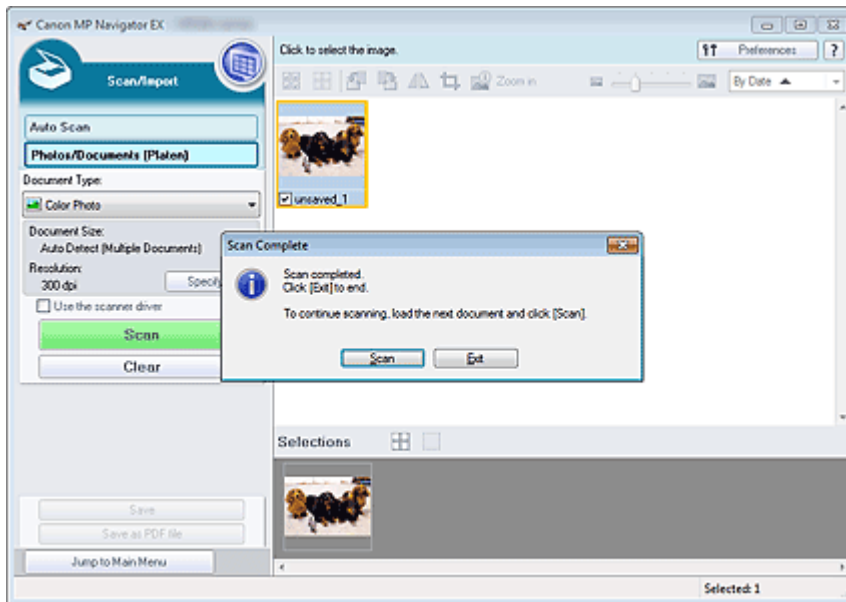 Canon MP Navigator EX
Scan/Import
Click to select the image.
Preferences
?
Zoom in
By Date
Auto Scan
Photos/Documents (Platen)
Document Type:
Color Photo
Document Size:
Auto Detect (Multiple Documents)
Resolution:
300 dpi
Specify
Use the scanner driver
Scan
Clear
unsaved_1
Scan Complete
Scan completed.
Click [Exit] to end.
To continue scanning, load the next document and click [Scan].
Scan
Exit
Selections
Save
Save as PDF file
Jump to Main Menu
Selected: 1